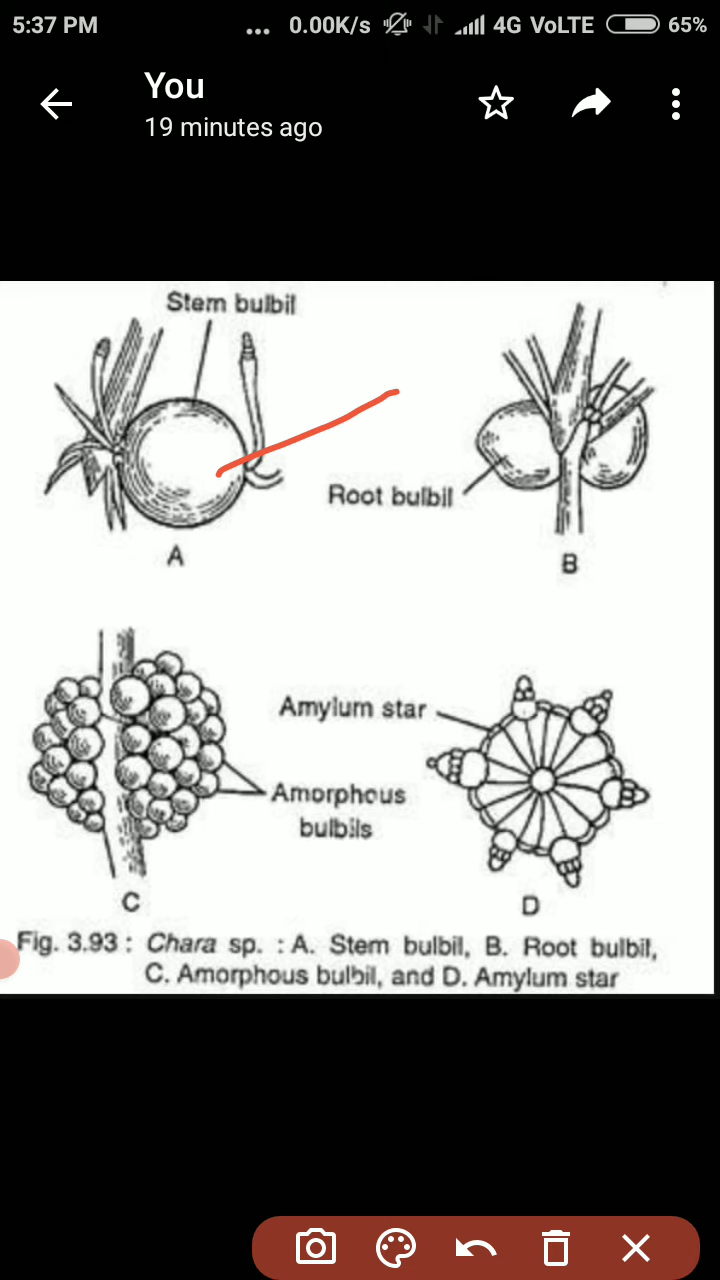 5:37 PM ... 0.00K/s 4G VoLTE 65%
You
19 minutes ago
Stem bulbil
Root bulbil
A
B
Amylum star
Amorphous
bulbils
C
D
Fig. 3.93 : Chara sp. : A. Stem bulbil, B. Root bulbil,
C. Amorphous bulbil, and D. Amylum star